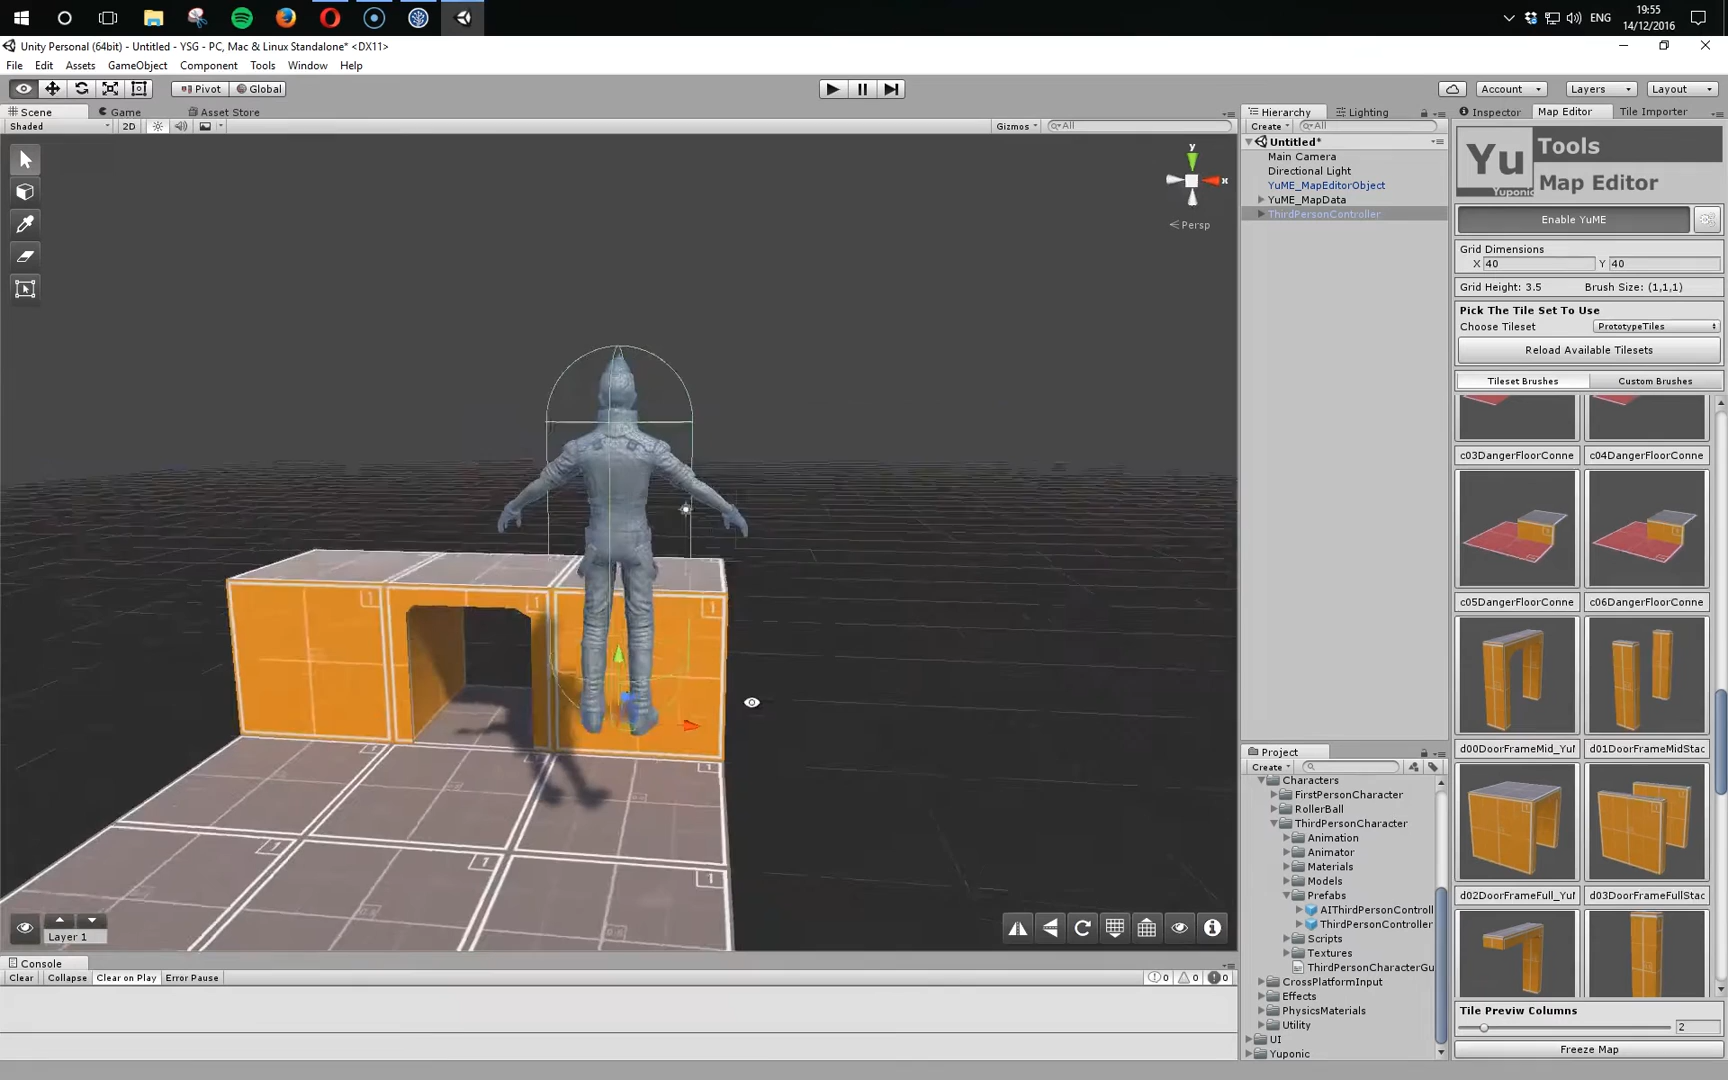 19:55
ENG
14/12/2016
Unity Personal (64bit) - Untitled - YSG - PC, Mac & Linux Standalone* <DX11>
File Edit Assets GameObject Component Tools Window Help
Pivot Global
Account Layers Layout
Scene Game Asset Store
Shaded 2D Gizmos All
y
x
Persp
Layer 1
Console
Clear Collapse Clear on Play Error Pause
0 0 0
Hierarchy Lighting
Create All
Untitled*
Main Camera
Directional Light
YuME_MapEditorObject
YuME_MapData
ThirdPersonController
Project
Create
Characters
FirstPersonCharacter
RollerBall
ThirdPersonCharacter
Animation
Animator
Materials
Models
Prefabs
AIThirdPersonControll
ThirdPersonController
Scripts
Textures
ThirdPersonCharacterGu
CrossPlatformInput
Effects
PhysicsMaterials
Utility
UI
Yuponic
Inspector Map Editor Tile Importer
Yu Tools
Yuponic Map Editor
Enable YuME
Grid Dimensions
X 40 Y 40
Grid Height: 3.5 Brush Size: (1,1,1)
Pick The Tile Set To Use
Choose Tileset PrototypeTiles
Reload Available Tilesets
Tileset Brushes Custom Brushes
c03DangerFloorConne c04DangerFloorConne
c05DangerFloorConne c06DangerFloorConne
d00DoorFrameMid_YuM d01DoorFrameMidStac
d02DoorFrameFull_YuM d03DoorFrameFullStac
Tile Previw Columns
2
Freeze Map